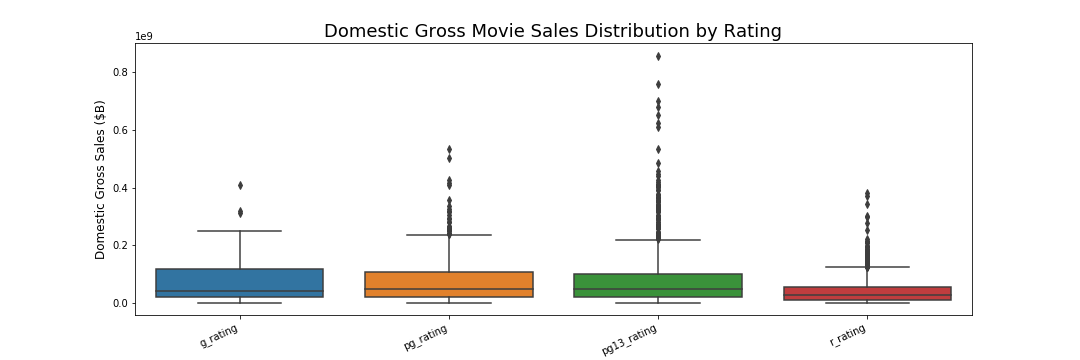 Domestic Gross Movie Sales Distribution by Rating
1e9
Domestic Gross Sales ($B)
0.8
0.6
0.4
0.2
0.0
g_rating
pg_rating
pg13_rating
r_rating